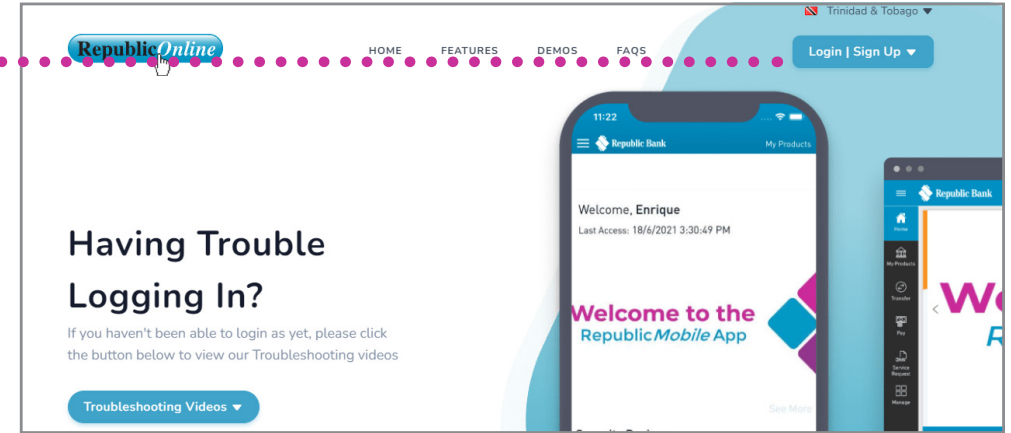 Trinidad & Tobago
RepublicOnline
HOME FEATURES DEMOS FAQS
Login | Sign Up
11:22
Republic Bank
My Products
Welcome, Enrique
Last Access: 18/6/2021 3:30:49 PM
Welcome to the
Republic Mobile App
See More
Having Trouble
Logging In?
If you haven't been able to login as yet, please click
the button below to view our Troubleshooting videos
Troubleshooting Videos
Republic Bank
Home
My Products
Transfer
Pay
Service
Request
Manage